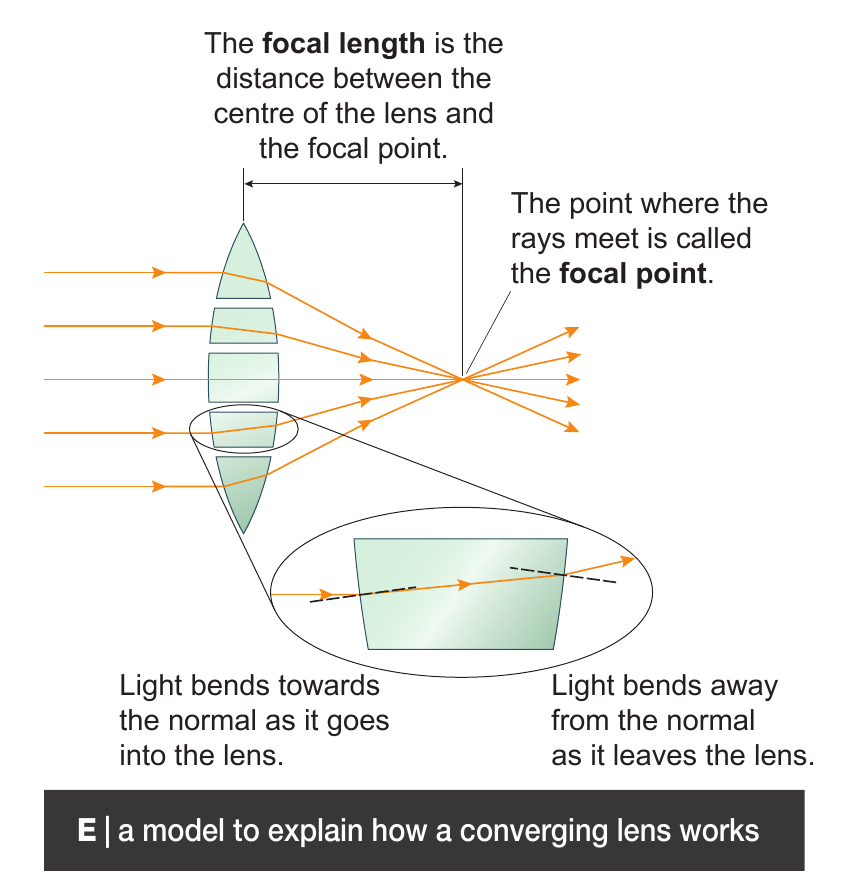 The focal length is the
distance between the
centre of the lens and
the focal point.
The point where the
rays meet is called
the focal point.
Light bends towards
the normal as it goes
into the lens.
Light bends away
from the normal
as it leaves the lens.
E | a model to explain how a converging lens works